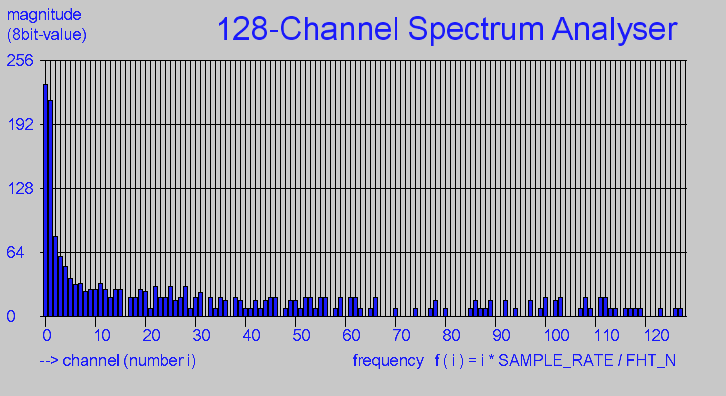 magnitude
(8bit-value)
128-Channel Spectrum Analyser
256
192
128
64
0
0 10 20 30 40 50 60 70 80 90 100 110 120
--> channel (number i)
frequency f ( i ) = i * SAMPLE_RATE / FHT_N